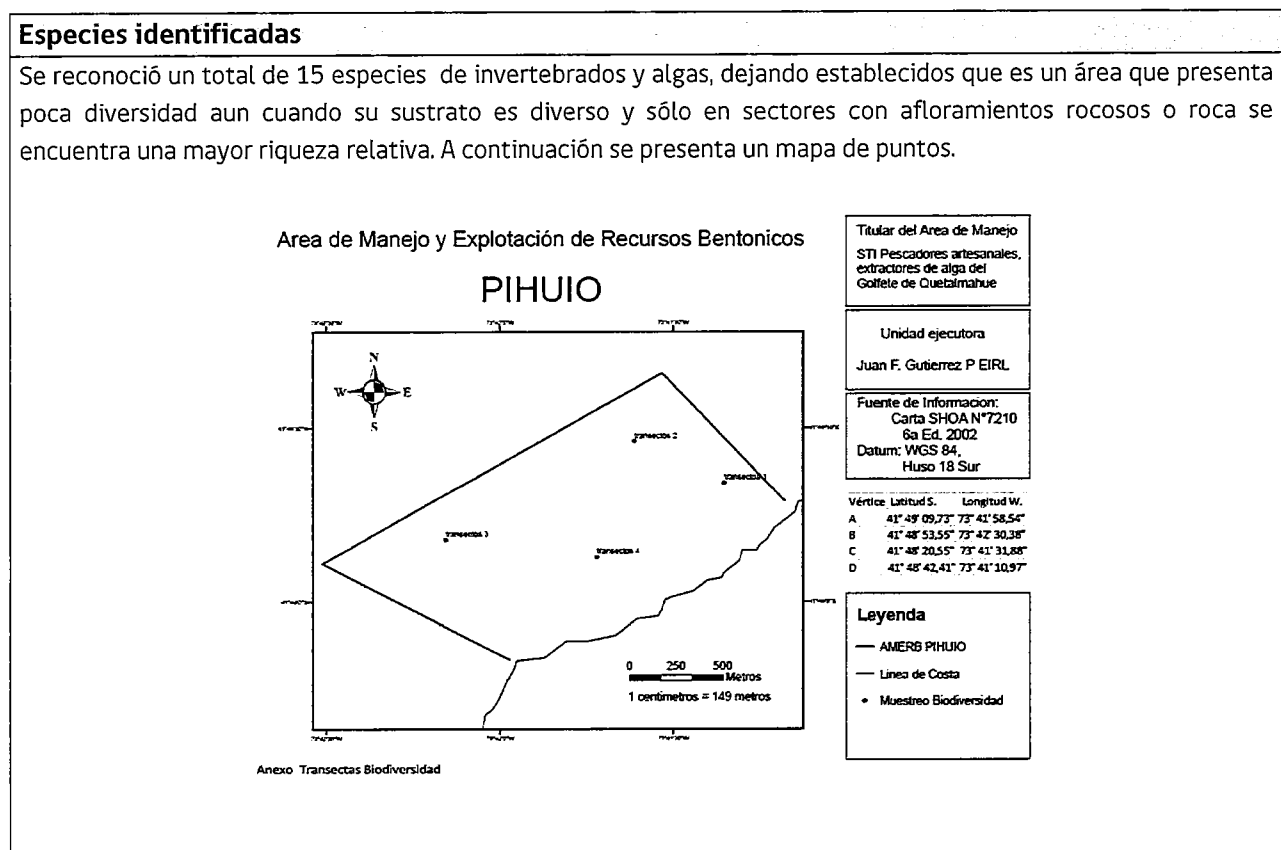 Especies identificadas
Se reconoció un total de 15 especies de invertebrados y algas, dejando establecidos que es un área que presenta
poca diversidad aun cuando su sustrato es diverso y sólo en sectores con afloramientos rocosos o roca se
encuentra una mayor riqueza relativa. A continuación se presenta un mapa de puntos.
Area de Manejo y Explotación de Recursos Bentonicos
PIHUIO
N
W E
S
transectos 2
transectos 1
transectos 3
transectos 4
0 250 500
Metros
1 centimetros = 149 metros
Titular del Area de Manejo
STI Pescadores artesanales,
extractores de alga del
Golfete de Quetalmahue
Unidad ejecutora
Juan F. Gutierrez P EIRL
Fuente de Informacion:
Carta SHOA N°7210
6a Ed. 2002
Datum: WGS 84,
Huso 18 Sur
Vértice Latitud S. Longitud W.
A 41° 49' 09,73" 73° 41' 58,54"
B 41° 48' 53,55" 73° 42' 30,38"
C 41° 48' 20,55" 73° 41' 31,88"
D 41° 48' 42,41" 73° 41' 10,97"
Leyenda
AMERB PIHUIO
Linea de Costa
Muestreo Biodiversidad
Anexo Transectas Biodiversidad